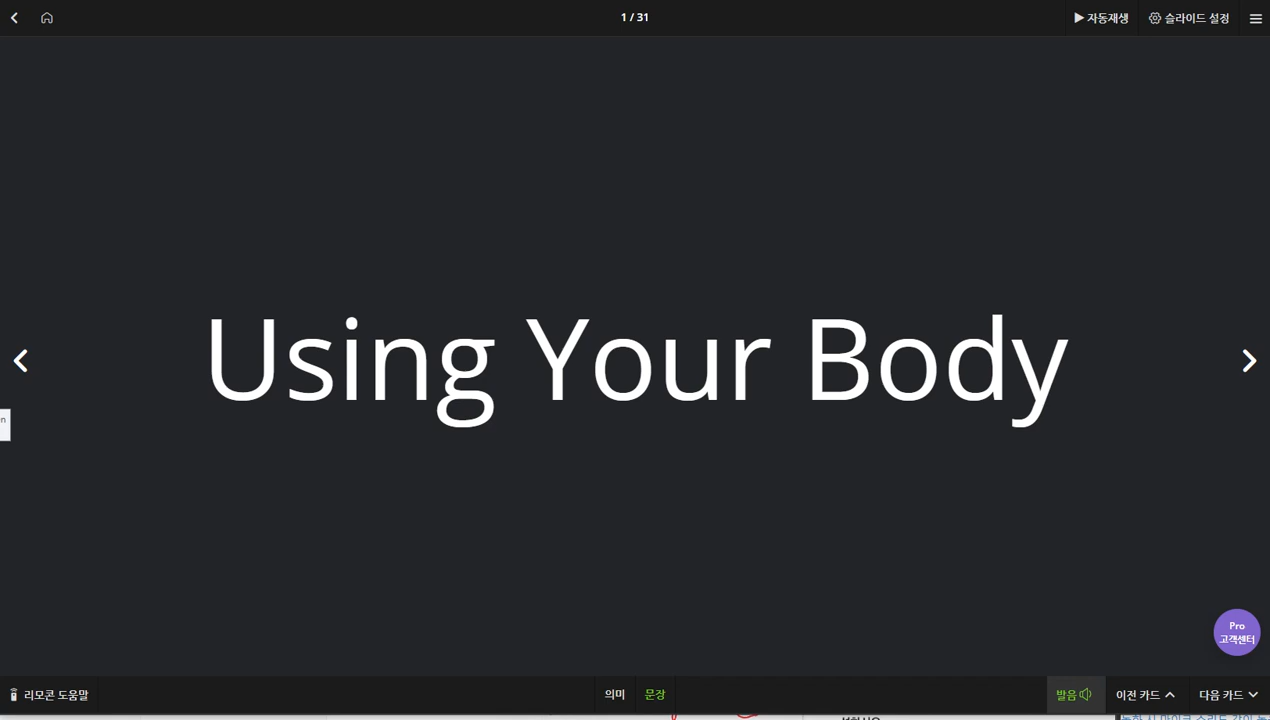 1 / 31
자동재생
슬라이드 설정
Using Your Body
en
Pro
고객센터
리모콘 도움말
의미
문장
발음
이전 카드
다음 카드